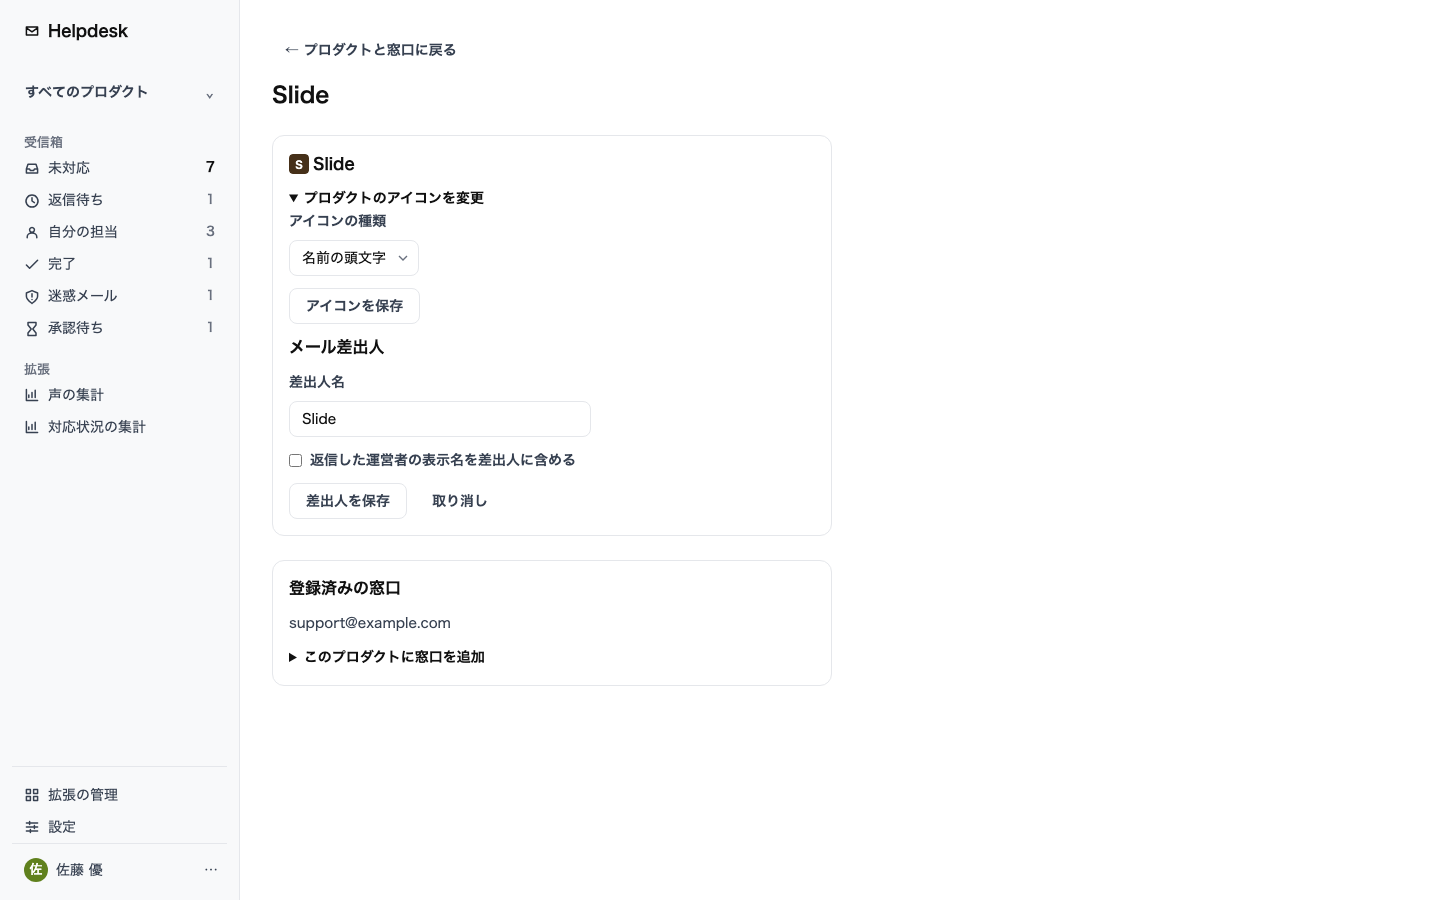 Helpdesk
すべてのプロダクト
受信箱
未対応 7
返信待ち 1
自分の担当 3
完了 1
迷惑メール 1
承認待ち 1
拡張
声の集計
対応状況の集計
拡張の管理
設定
佐 佐藤 優 …
← プロダクトと窓口に戻る
Slide
S Slide
▼ プロダクトのアイコンを変更
アイコンの種類
名前の頭文字
アイコンを保存
メール差出人
差出人名
Slide
返信した運営者の表示名を差出人に含める
差出人を保存 取り消し
登録済みの窓口
support@example.com
▶ このプロダクトに窓口を追加